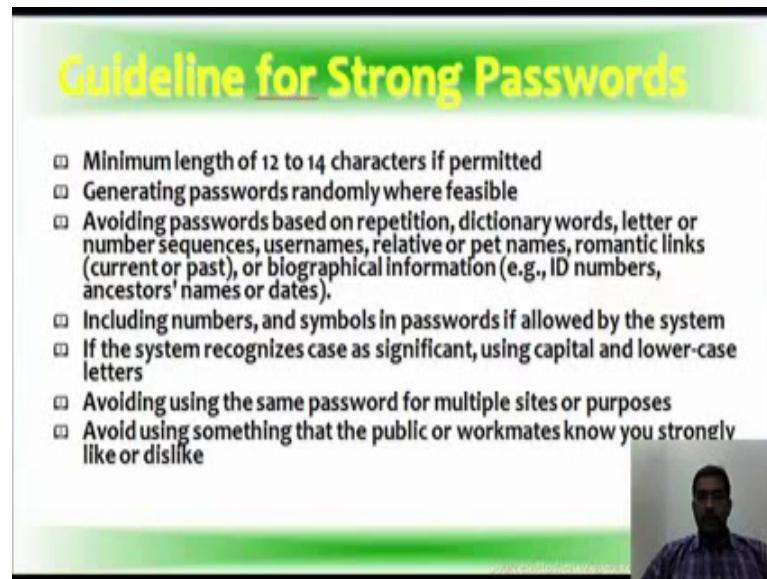 Guideline for Strong Passwords
Minimum length of 12 to 14 characters if permitted
Generating passwords randomly where feasible
Avoiding passwords based on repetition, dictionary words, letter or
number sequences, usernames, relative or pet names, romantic links
(current or past), or biographical information (e.g., ID numbers,
ancestors' names or dates).
Including numbers, and symbols in passwords if allowed by the system
If the system recognizes case as significant, using capital and lower-case
letters
Avoiding using the same password for multiple sites or purposes
Avoid using something that the public or workmates know you strongly
like or dislike